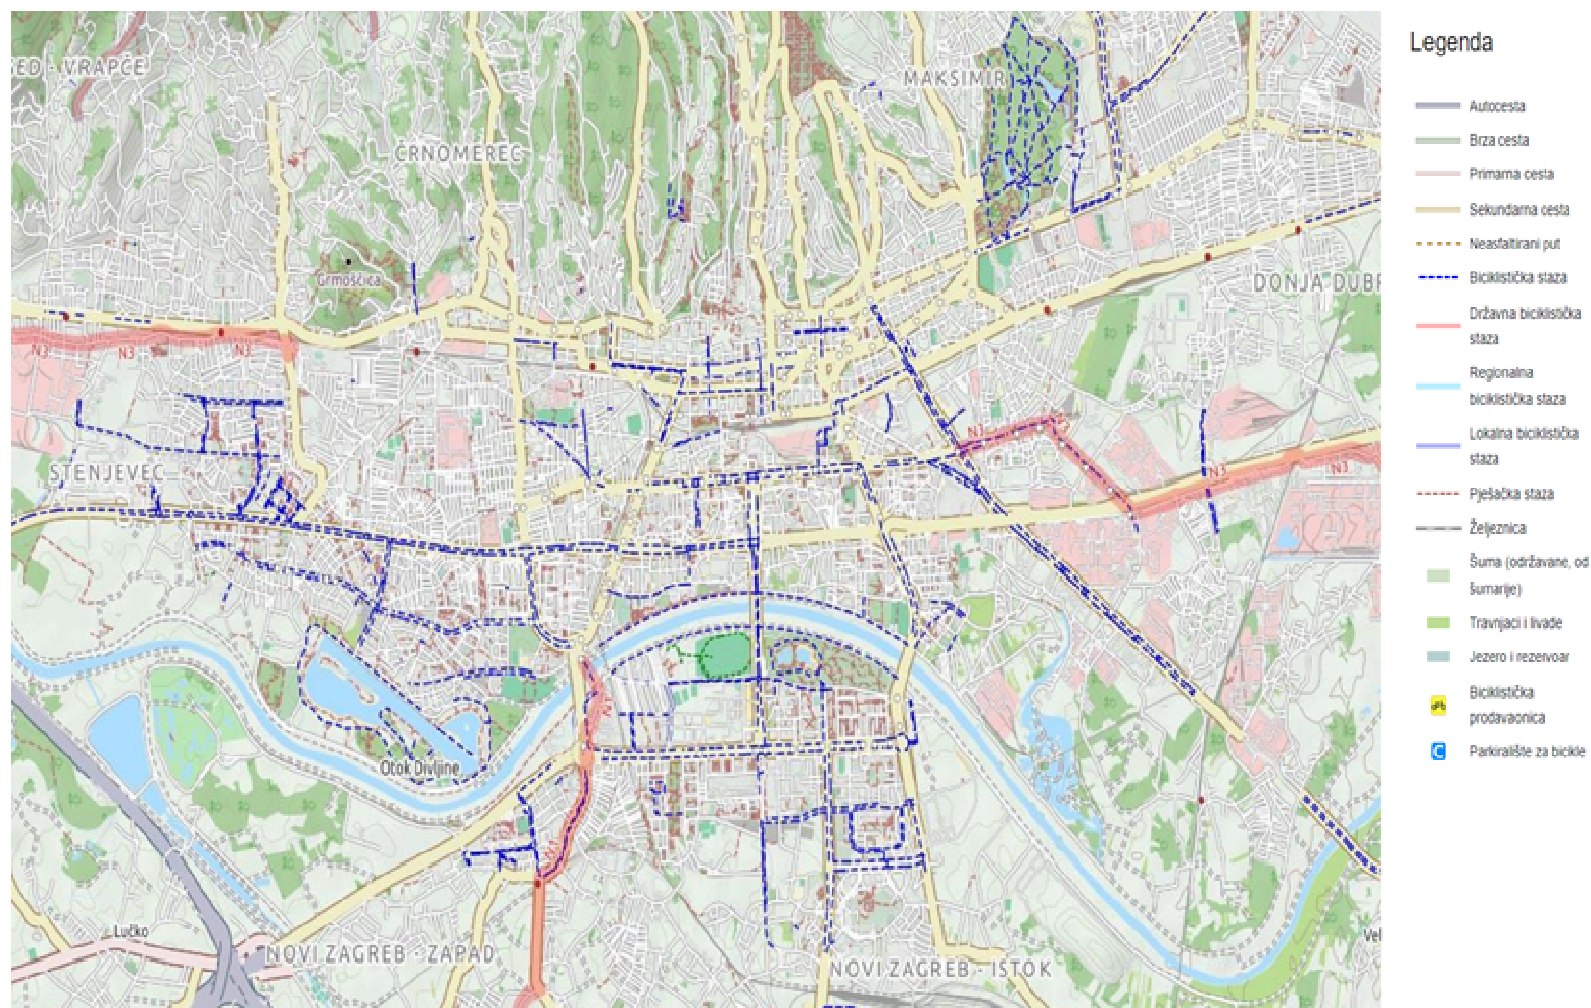 SED - VRAPČE
MAKSIMIR
ČRNOMEREC
Grmoščica
DONJA DUBR
N3
N3
N3
N3
N3
N3
STENJEVEC
Otok Divljine
Lučko
NOVI ZAGREB - ZAPAD
NOVI ZAGREB - ISTOK
Vel
Legenda
Autocesta
Brza cesta
Primarna cesta
Sekundarna cesta
Neasfaltirani put
Biciklistička staza
Državna biciklistička
staza
Regionalna
biciklistička staza
Lokalna biciklistička
staza
Pješačka staza
Željeznica
Šuma (održavane, od
šumarije)
Travnjaci i livade
Jezero i rezervoar
Biciklistička
prodavaonica
Parkiralište za bicikle